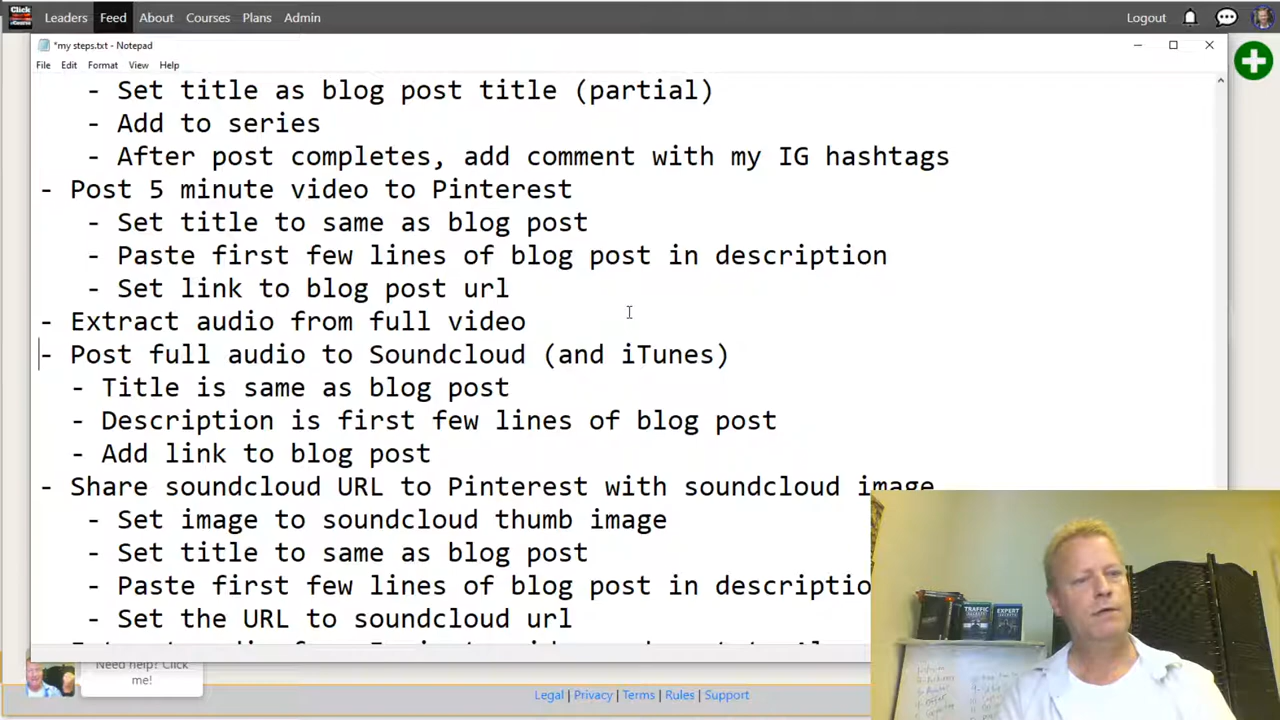 Click
Leaders Feed About Courses Plans Admin Logout
*my steps.txt - Notepad
File Edit Format View Help
- Set title as blog post title (partial)
- Add to series
- After post completes, add comment with my IG hashtags
- Post 5 minute video to Pinterest
- Set title to same as blog post
- Paste first few lines of blog post in description
- Set link to blog post url
- Extract audio from full video
- Post full audio to Soundcloud (and iTunes)
- Title is same as blog post
- Description is first few lines of blog post
- Add link to blog post
- Share soundcloud URL to Pinterest with soundcloud image
- Set image to soundcloud thumb image
- Set title to same as blog post
- Paste first few lines of blog post in descriptio
- Set the URL to soundcloud url
TRAFFIC
SECRETS
EXPERT
SECRETS
Need help? Click
me!
Legal | Privacy | Terms | Rules | Support